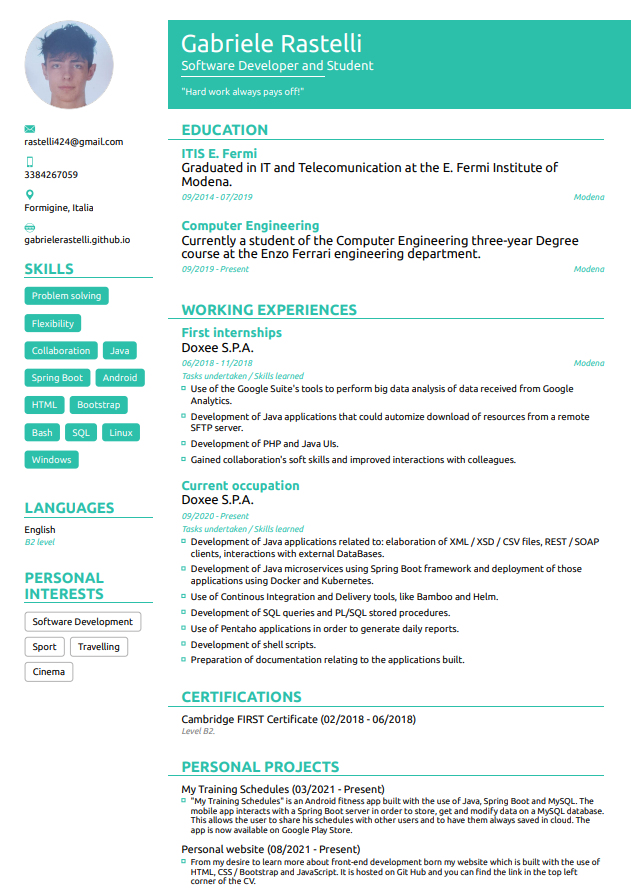 Gabriele Rastelli
Software Developer and Student
"Hard work always pays off!"
rastelli424@gmail.com
3384267059
Formigine, Italia
gabrielerastelli.github.io
SKILLS
Problem solving
Flexibility
Collaboration
Java
Spring Boot
Android
HTML
Bootstrap
Bash
SQL
Linux
Windows
LANGUAGES
English
B2 level
PERSONAL
INTERESTS
Software Development
Sport
Travelling
Cinema
EDUCATION
ITIS E. Fermi
Graduated in IT and Telecomunication at the E. Fermi Institute of
Modena.
09/2014 - 07/2019
Modena
Computer Engineering
Currently a student of the Computer Engineering three-year Degree
course at the Enzo Ferrari engineering department.
09/2019 - Present
Modena
WORKING EXPERIENCES
First internships
Doxee S.P.A.
06/2018 - 11/2018
Modena
Tasks undertaken / Skills learned
Use of the Google Suite's tools to perform big data analysis of data received from Google
Analytics.
Development of Java applications that could automize download of resources from a remote
SFTP server.
Development of PHP and Java UIs.
Gained collaboration's soft skills and improved interactions with colleagues.
Current occupation
Doxee S.P.A.
09/2020 - Present
Tasks undertaken / Skills learned
Development of Java applications related to: elaboration of XML / XSD / CSV files, REST / SOAP
clients, interactions with external DataBases.
Development of Java microservices using Spring Boot framework and deployment of those
applications using Docker and Kubernetes.
Use of Continous Integration and Delivery tools, like Bamboo and Helm.
Development of SQL queries and PL/SQL stored procedures.
Use of Pentaho applications in order to generate daily reports.
Development of shell scripts.
Preparation of documentation relating to the applications built.
CERTIFICATIONS
Cambridge FIRST Certificate (02/2018 - 06/2018)
Level B2.
PERSONAL PROJECTS
My Training Schedules (03/2021 - Present)
"My Training Schedules" is an Android fitness app built with the use of Java, Spring Boot and MySQL. The
mobile app interacts with a Spring Boot server in order to store, get and modify data on a MySQL database.
This allows the user to share his schedules with other users and to have them always saved in cloud. The
app is now available on Google Play Store.
Personal website (08/2021 - Present)
From my desire to learn more about front-end development born my website which is built with the use of
HTML, CSS / Bootstrap and JavaScript. It is hosted on Git Hub and you can find the link in the top left
corner of the CV.